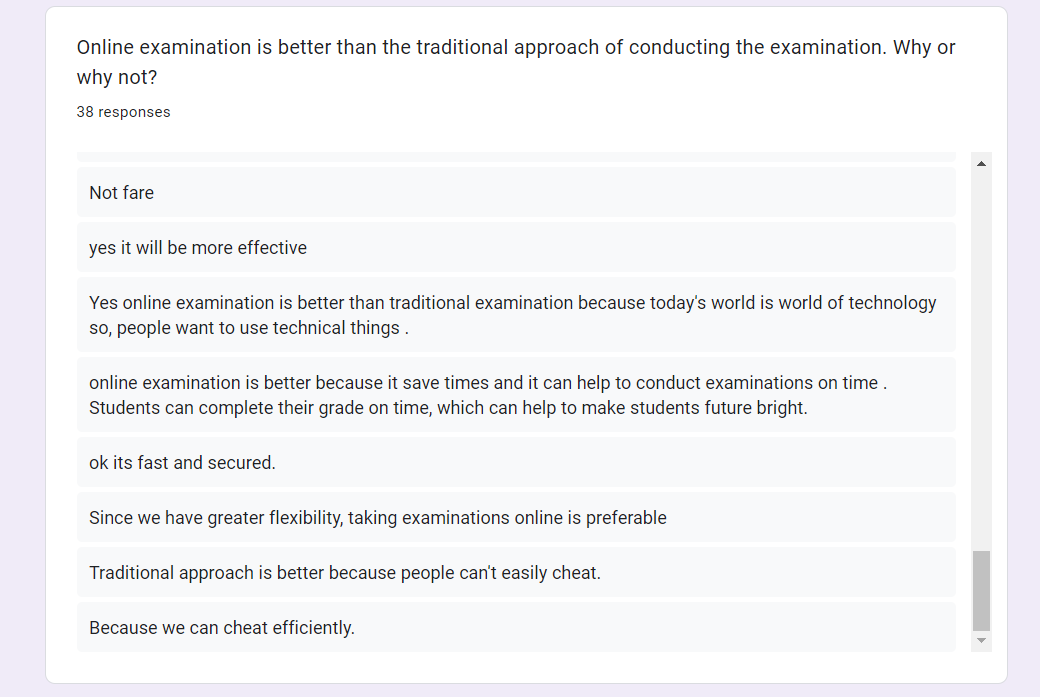 Online examination is better than the traditional approach of conducting the examination. Why or
why not?
38 responses
Not fare
yes it will be more effective
Yes online examination is better than traditional examination because today's world is world of technology
so, people want to use technical things .
online examination is better because it save times and it can help to conduct examinations on time .
Students can complete their grade on time, which can help to make students future bright.
ok its fast and secured.
Since we have greater flexibility, taking examinations online is preferable
Traditional approach is better because people can't easily cheat.
Because we can cheat efficiently.